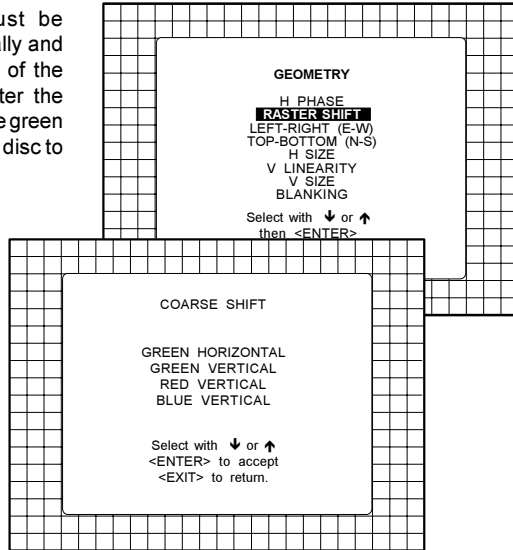 ust be
ally and
of the
ter the
e green
disc to
GEOMETRY
H PHASE
RASTER SHIFT
LEFT-RIGHT (E-W)
TOP-BOTTOM (N-S)
H SIZE
V LINEARITY
V SIZE
BLANKING
Select with ↓ or ↑
then <ENTER>
COARSE SHIFT
GREEN HORIZONTAL
GREEN VERTICAL
RED VERTICAL
BLUE VERTICAL
Select with ↓ or ↑
<ENTER> to accept
<EXIT> to return.